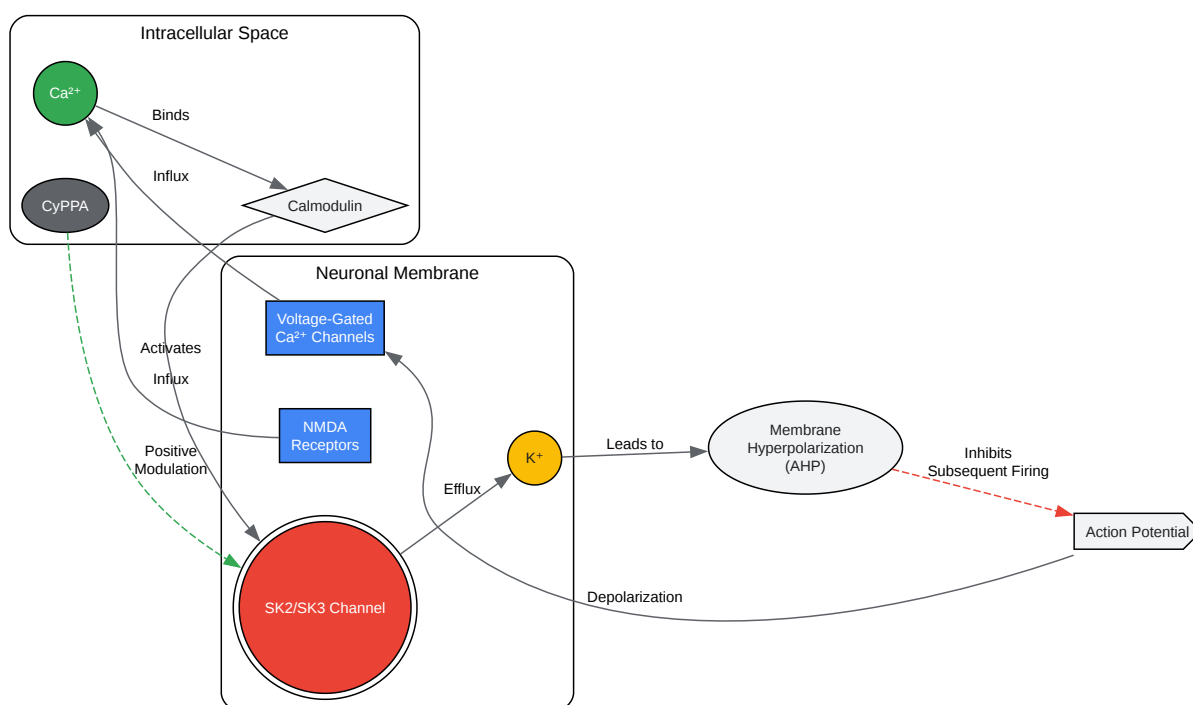 Intracellular Space
Ca²⁺
Binds
Influx
CyPPA
Calmodulin
Neuronal Membrane
Voltage-Gated
Ca²⁺ Channels
Activates
Influx
NMDA
Receptors
Positive
Modulation
K⁺
Efflux
Leads to
Membrane
Hyperpolarization
(AHP)
Inhibits
Subsequent Firing
Action Potential
Depolarization
SK2/SK3 Channel